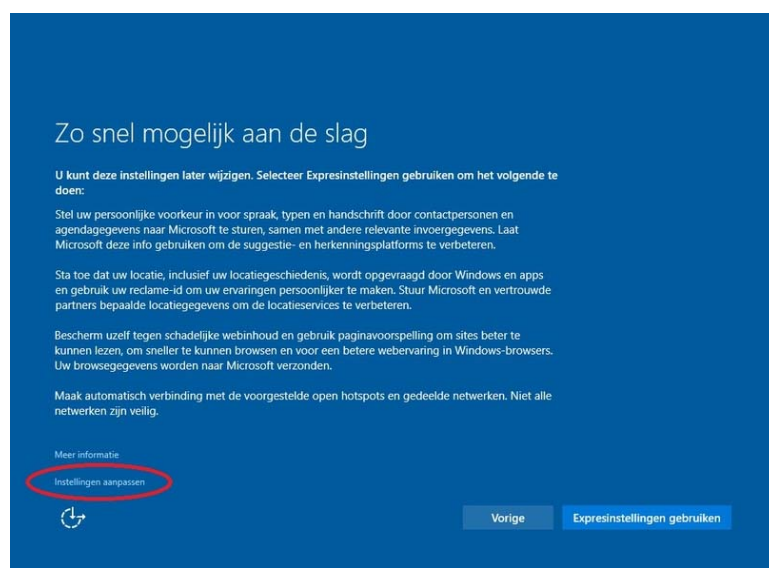 Zo snel mogelijk aan de slag
U kunt deze instellingen later wijzigen. Selecteer Expresinstellingen gebruiken om het volgende te
doen:
Stel uw persoonlijke voorkeur in voor spraak, typen en handschrift door contactpersonen en
agendagegevens naar Microsoft te sturen, samen met andere relevante invoergegevens. Laat
Microsoft deze info gebruiken om de suggestie- en herkenningsplatforms te verbeteren.
Sta toe dat uw locatie, inclusief uw locatiegeschiedenis, wordt opgevraagd door Windows en apps
en gebruik uw reclame-id om uw ervaringen persoonlijker te maken. Stuur Microsoft en vertrouwde
partners bepaalde locatiegegevens om de locatieservices te verbeteren.
Bescherm uzelf tegen schadelijke webinhoud en gebruik paginavoorspelling om sites beter te
kunnen lezen, om sneller te kunnen browsen en voor een betere webervaring in Windows-browsers.
Uw browsegegevens worden naar Microsoft verzonden.
Maak automatisch verbinding met de voorgestelde open hotspots en gedeelde netwerken. Niet alle
netwerken zijn veilig.
Meer informatie
Instellingen aanpassen
Vorige
Expresinstellingen gebruiken